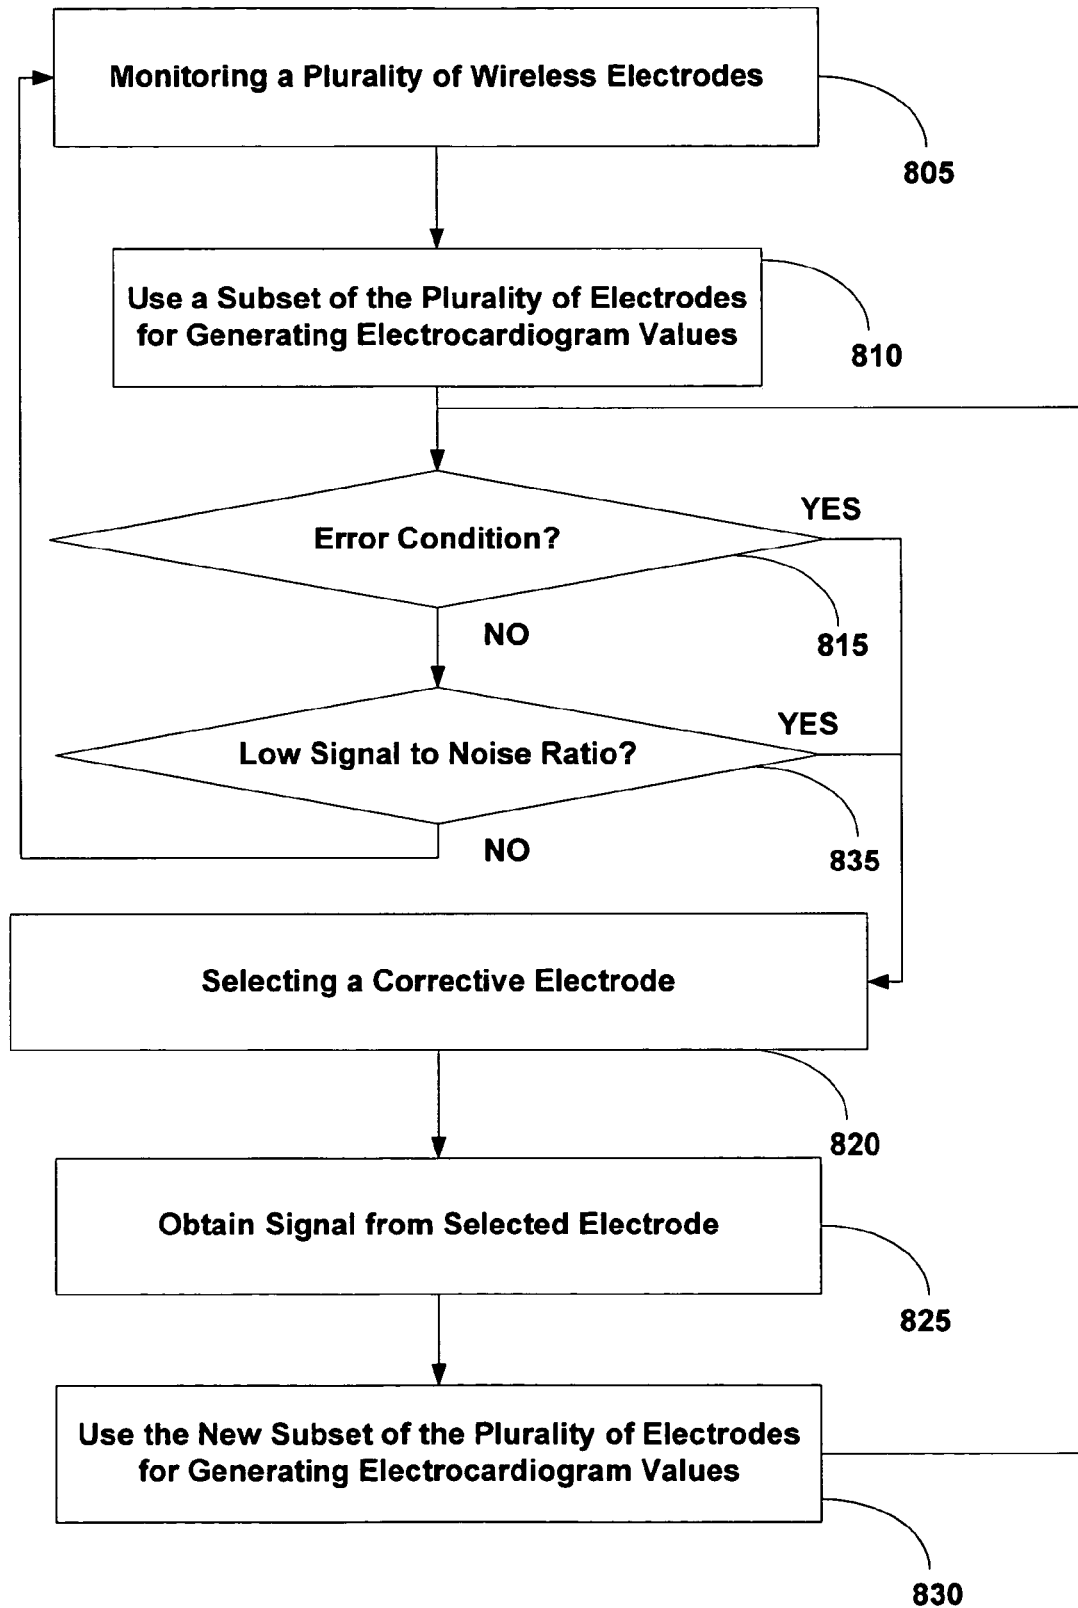 Monitoring a Plurality of Wireless Electrodes
805
Use a Subset of the Plurality of Electrodes
for Generating Electrocardiogram Values
810
YES
Error Condition?
815
NO
YES
Low Signal to Noise Ratio?
835
NO
Selecting a Corrective Electrode
820
Obtain Signal from Selected Electrode
825
Use the New Subset of the Plurality of Electrodes
for Generating Electrocardiogram Values
830